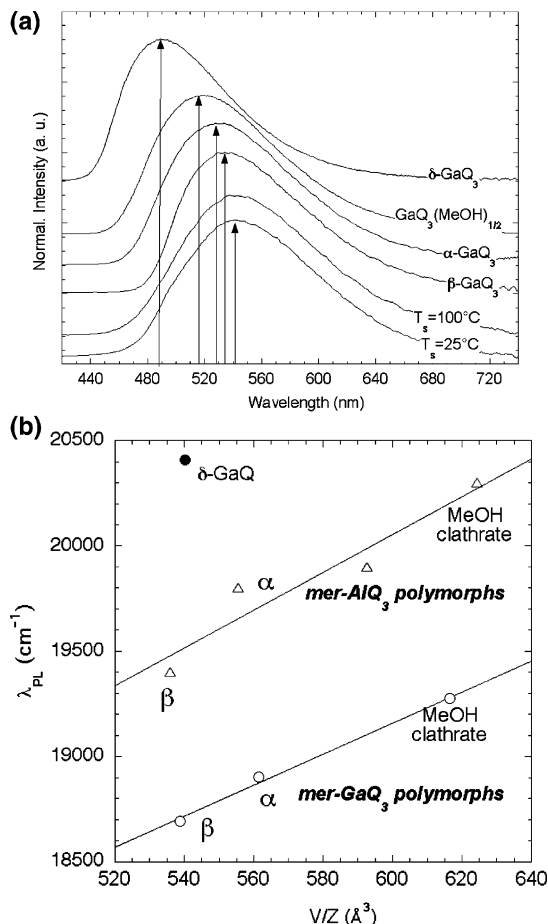 (a)
Normal. Intensity (a. u.)
δ-GaQ₃
GaQ₃(MeOH)₁/₂
α-GaQ₃
β-GaQ₃
Tₛ=100°C
Tₛ=25°C
440 480 520 560 600 640 680 720
Wavelength (nm)
(b)
20500
20000
19500
19000
18500
λPL (cm⁻¹)
δ-GaQ
MeOH
clathrate
α
mer-AlQ₃ polymorphs
β
MeOH
clathrate
mer-GaQ₃ polymorphs
α
β
520 540 560 580 600 620 640
V/Z (Å³)